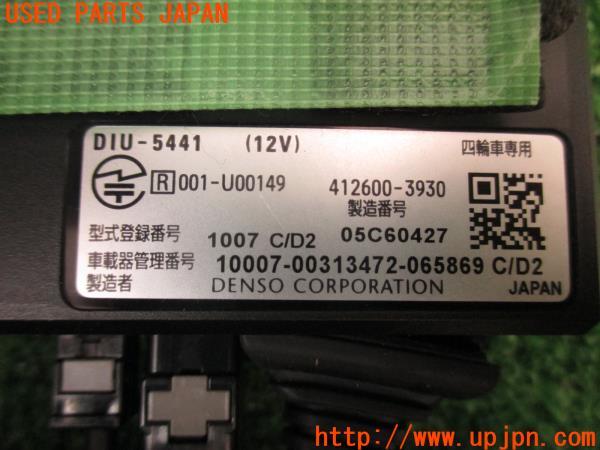 USED PARTS JAPAN
DIU-5441 (12V) 四輪車専用
R 001-U00149 412600-3930
製造番号
型式登録番号 1007 C/D2 05C60427
車載器管理番号 10007-00313472-065869 C/D2
製造者 DENSO CORPORATION JAPAN
http://www.upjpn.com/